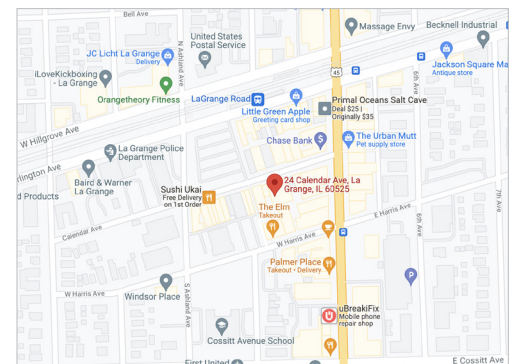 Bell Ave
Massage Envy
Becknell Industrial
United States
Postal Service
JC Licht La Grange
Delivery
N Ashland Ave
Jackson Square Ma
Antique store
iLoveKickboxing
- La Grange
45
6th Ave
Orangetheory Fitness
LaGrange Road
Primal Oceans Salt Cave
Deal $25 |
Originally $35
Little Green Apple
Greeting card shop
W Hillgrove Ave
Chase Bank
The Urban Mutt
Pet supply store
La Grange Police
Department
rlington Ave
Baird & Warner
La Grange
24 Calendar Ave, La
Grange, IL 60525
Sushi Ukai
Free Delivery
on 1st Order
d Products
7th Ave
The Elm
Takeout
E Harris Ave
6th Ave
Calendar Ave
W Harris Ave
Palmer Place
Takeout • Delivery
P
W Harris Ave
Windsor Place
S Ashland Ave
uBreakiFix
Mobile phone
repair shop
Cossitt Avenue School
First United
E Cossitt Ave